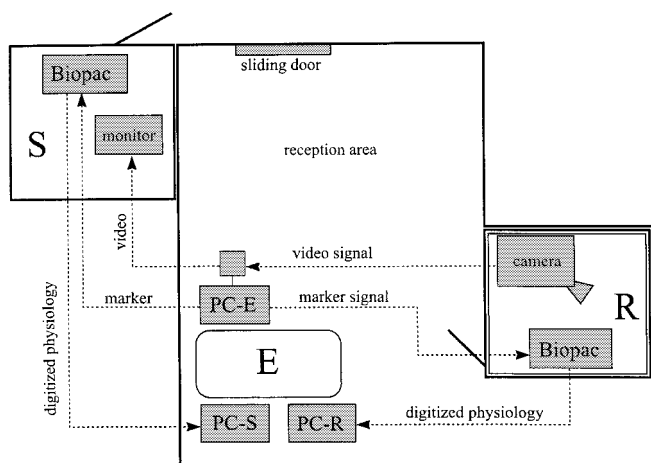 sliding door
Biopac
S
monitor
reception area
video
video signal
camera
marker
PC-E
marker signal
R
Biopac
digitized physiology
E
PC-S
PC-R
digitized physiology